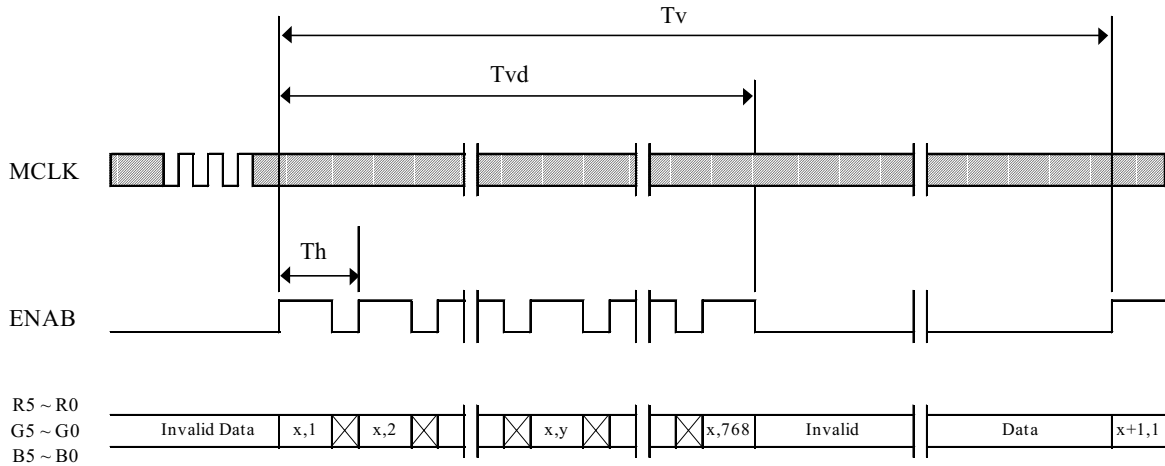 Tv
Tvd
MCLK
Th
ENAB
R5 ~ R0
G5 ~ G0
B5 ~ B0
Invalid Data
x,1
x,2
x,y
x,768
Invalid
Data
x+1,1